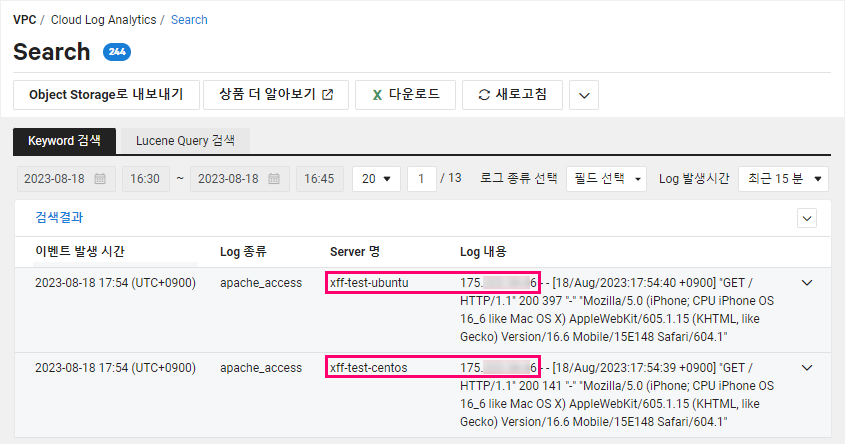 VPC / Cloud Log Analytics / Search
Search 244
Object Storage로 내보내기 상품 더 알아보기 다운로드 새로고침
Keyword 검색 Lucene Query 검색
2023-08-18 16:30 ~ 2023-08-18 16:45 20 1 / 13 로그 종류 선택 필드 선택 Log 발생시간 최근 15 분
검색결과
이벤트 발생 시간 Log 종류 Server 명 Log 내용
2023-08-18 17:54 (UTC+0900) apache_access xff-test-ubuntu 175. 6 - - [18/Aug/2023:17:54:40 +0900] "GET /
HTTP/1.1" 200 397 "-" "Mozilla/5.0 (iPhone; CPU iPhone OS
16_6 like Mac OS X) AppleWebKit/605.1.15 (KHTML, like
Gecko) Version/16.6 Mobile/15E148 Safari/604.1"
2023-08-18 17:54 (UTC+0900) apache_access xff-test-centos 175. 6 - - [18/Aug/2023:17:54:39 +0900] "GET /
HTTP/1.1" 200 141 "-" "Mozilla/5.0 (iPhone; CPU iPhone OS
16_6 like Mac OS X) AppleWebKit/605.1.15 (KHTML, like
Gecko) Version/16.6 Mobile/15E148 Safari/604.1"